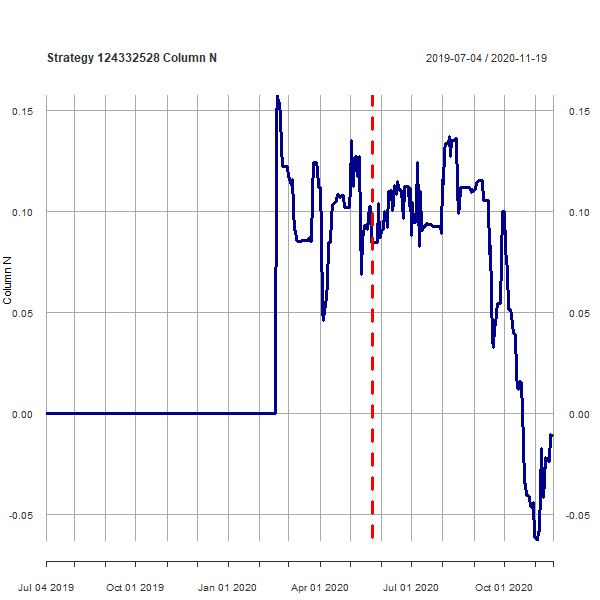 Strategy 124332528 Column N
2019-07-04 / 2020-11-19
0.15
0.15
0.10
0.10
0.05
0.05
0.00
0.00
-0.05
-0.05
Column N
Jul 04 2019
Oct 01 2019
Jan 01 2020
Apr 01 2020
Jul 01 2020
Oct 01 2020